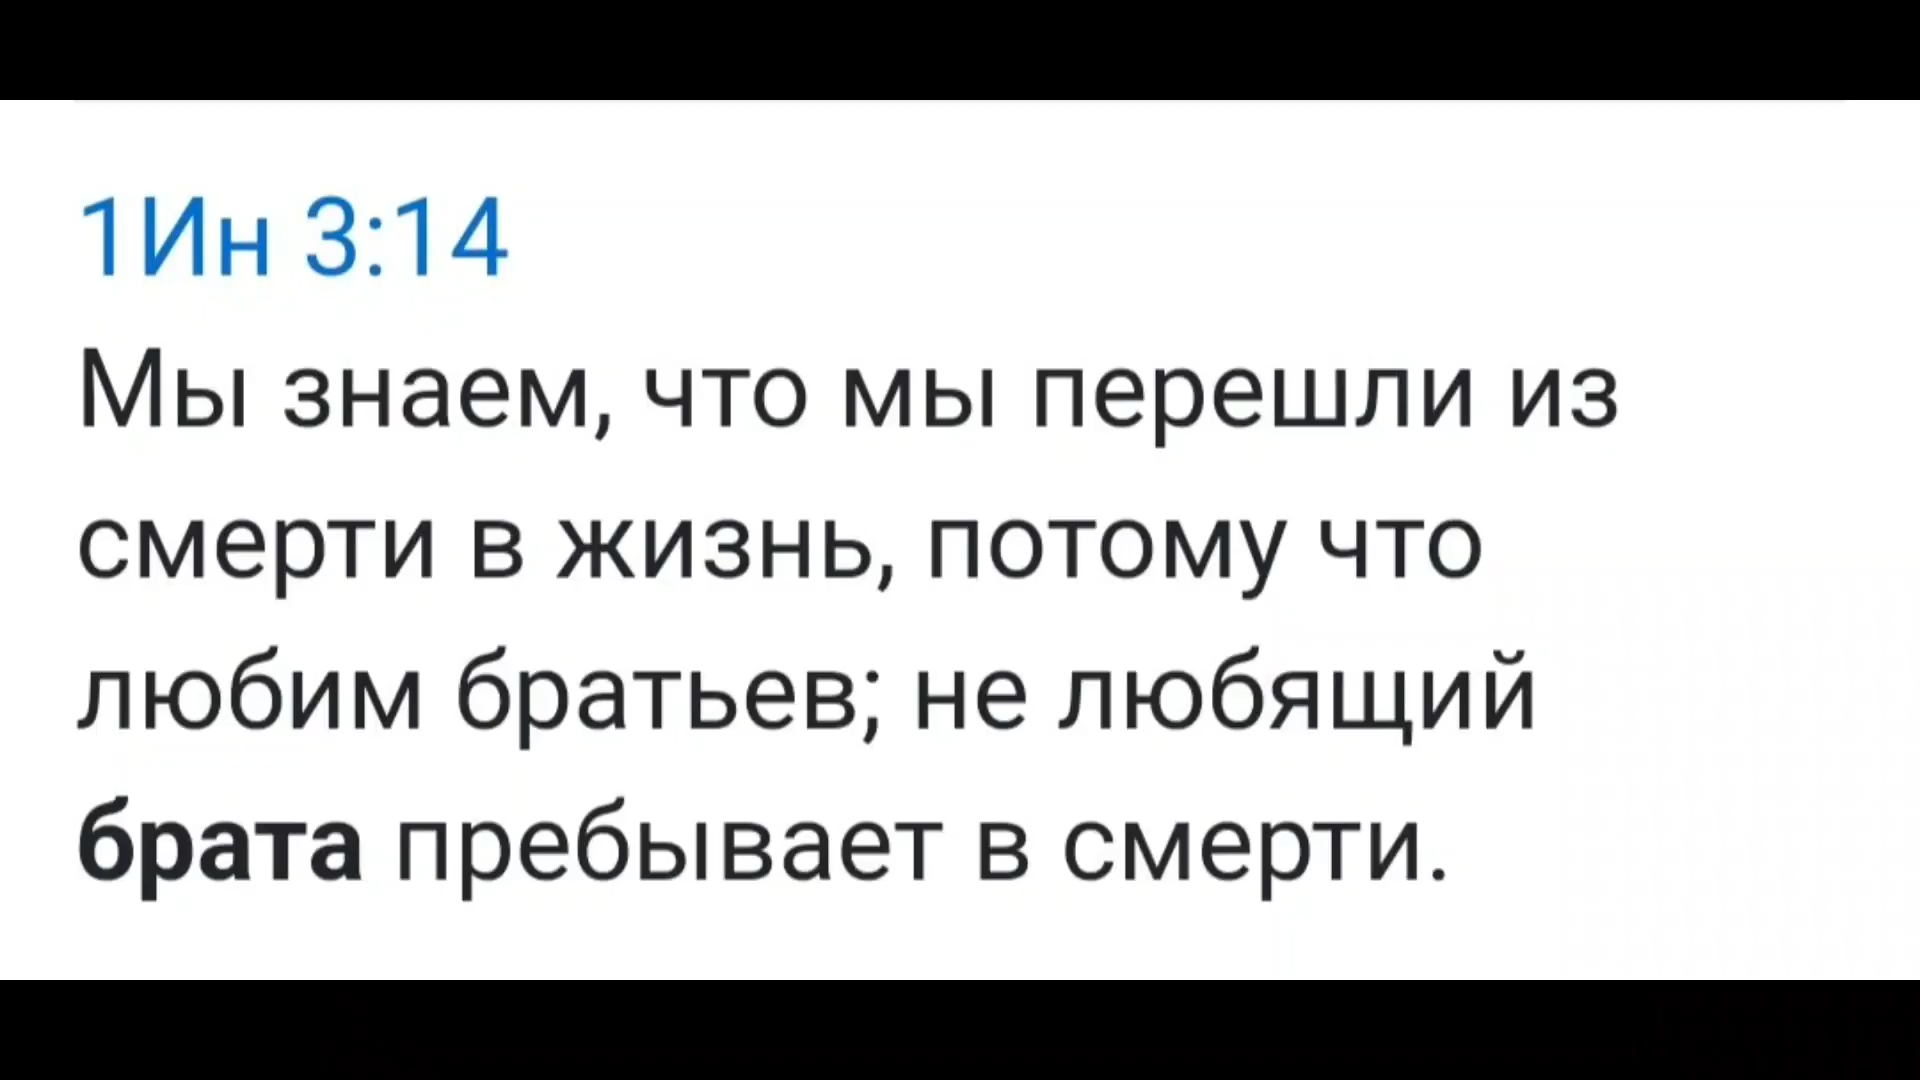 1Ин 3:14
Мы знаем, что мы перешли из
смерти в жизнь, потому что
любим братьев; не любящий
брата пребывает в смерти.